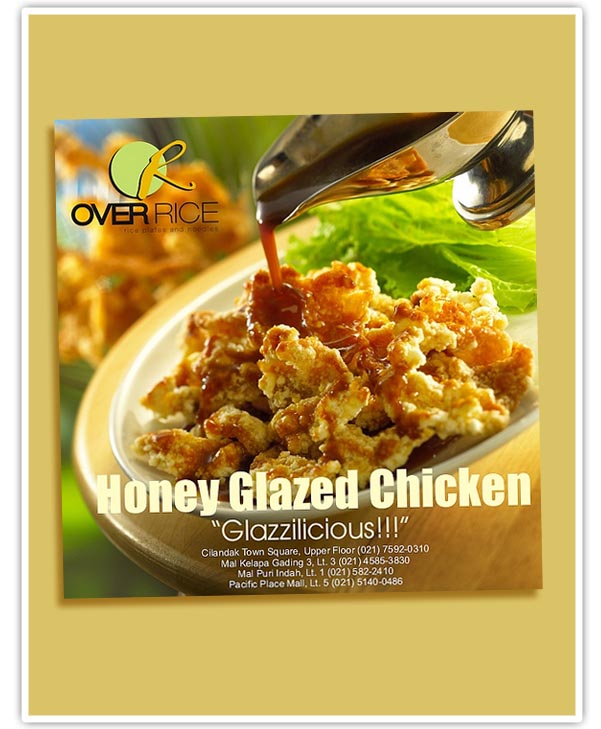 R
OVER RICE
rice plates and noodles
Honey Glazed Chicken
"Glazzilicious!!!"
Cilandak Town Square, Upper Floor (021) 7592-0310
Mal Kelapa Gading 3, Lt. 3 (021) 4585-3830
Mal Puri Indah, Lt. 1 (021) 582-2410
Pacific Place Mall, Lt. 5 (021) 5140-0486